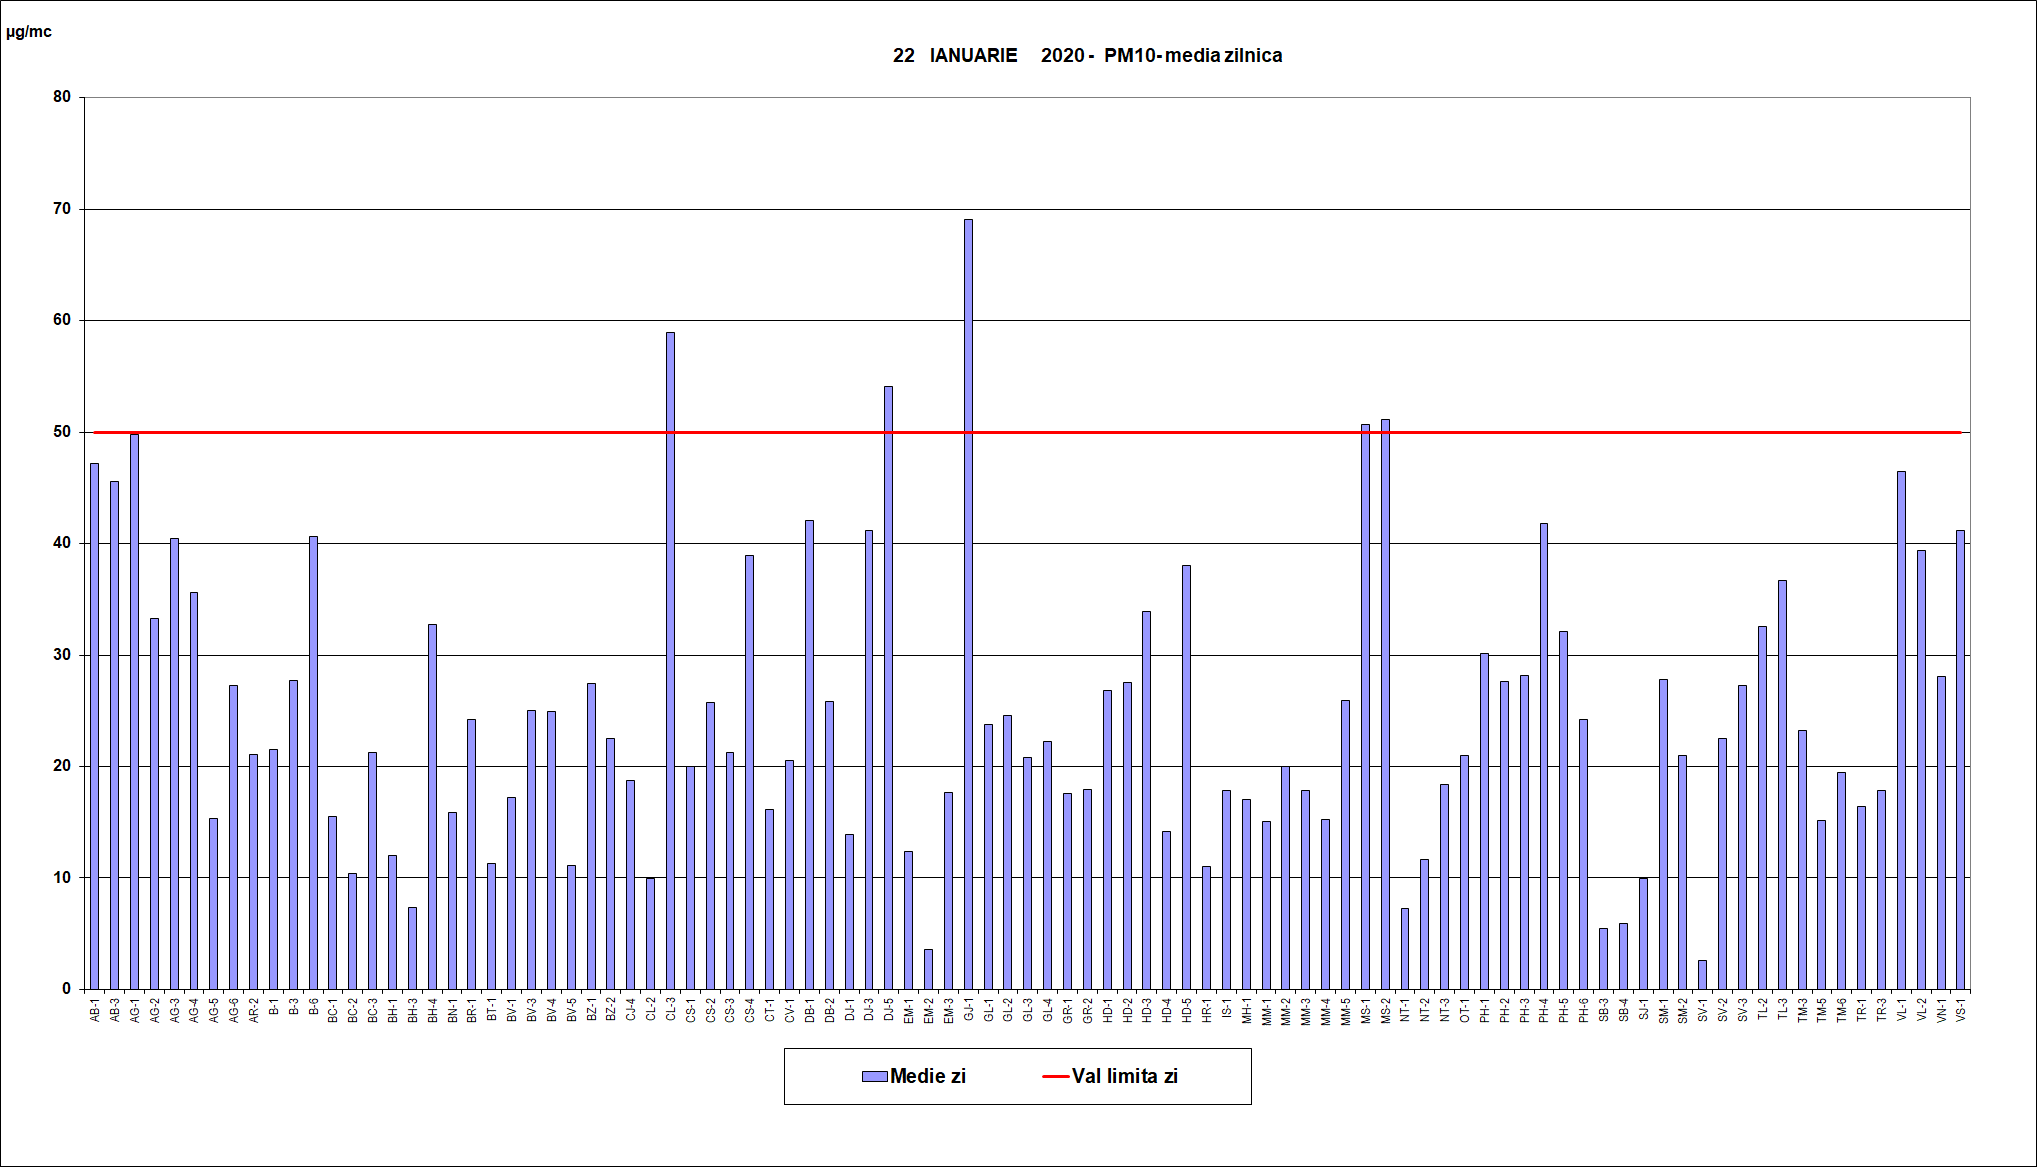 µg/mc
22 IANUARIE 2020 - PM10- media zilnica
80
70
60
50
40
30
20
10
0
AB-1 AB-3 AG-1 AG-2 AG-3 AG-4 AG-5 AG-6 AR-2 B-1 B-3 B-6 BC-1 BC-2 BC-3 BH-1 BH-3 BH-4 BN-1 BR-1 BT-1 BV-1 BV-3 BV-4 BV-5 BZ-1 BZ-2 CJ-4 CL-2 CL-3 CS-1 CS-2 CS-3 CS-4 CT-1 CV-1 DB-1 DB-2 DJ-1 DJ-3 DJ-5 EM-1 EM-2 EM-3 GJ-1 GL-1 GL-2 GL-3 GL-4 GR-1 GR-2 HD-1 HD-2 HD-3 HD-4 HD-5 HR-1 IS-1 MH-1 MM-1 MM-2 MM-3 MM-4 MM-5 MS-1 MS-2 NT-1 NT-2 NT-3 OT-1 PH-1 PH-2 PH-3 PH-4 PH-5 PH-6 SB-3 SB-4 SJ-1 SM-1 SM-2 SV-1 SV-2 SV-3 TL-2 TL-3 TM-3 TM-5 TM-6 TR-1 TR-3 VL-1 VL-2 VN-1 VS-1
Medie zi Val limita zi